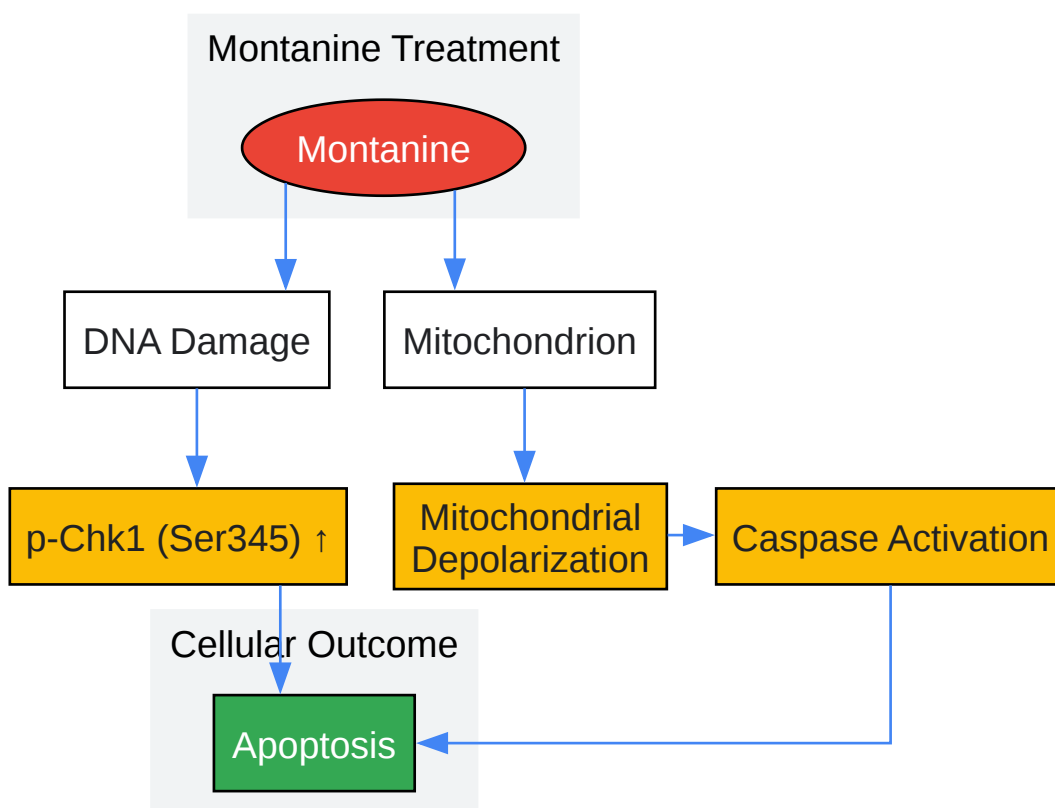 Montanine Treatment
Montanine
DNA Damage
Mitochondrion
p-Chk1 (Ser345) ↑
Mitochondrial
Depolarization
Caspase Activation
Cellular Outcome
Apoptosis